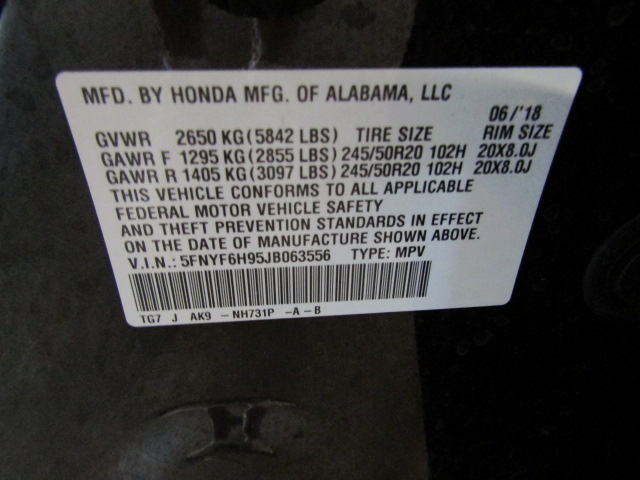 MFD. BY HONDA MFG. OF ALABAMA, LLC
06/'18
GVWR 2650 KG (5842 LBS) TIRE SIZE RIM SIZE
GAWR F 1295 KG (2855 LBS) 245/50R20 102H 20X8.0J
GAWR R 1405 KG (3097 LBS) 245/50R20 102H 20X8.0J
THIS VEHICLE CONFORMS TO ALL APPLICABLE
FEDERAL MOTOR VEHICLE SAFETY
AND THEFT PREVENTION STANDARDS IN EFFECT
ON THE DATE OF MANUFACTURE SHOWN ABOVE.
V.I.N.: 5FNYF6H95JB063556 TYPE: MPV
TG7 J AK9 -NH731P -A-B